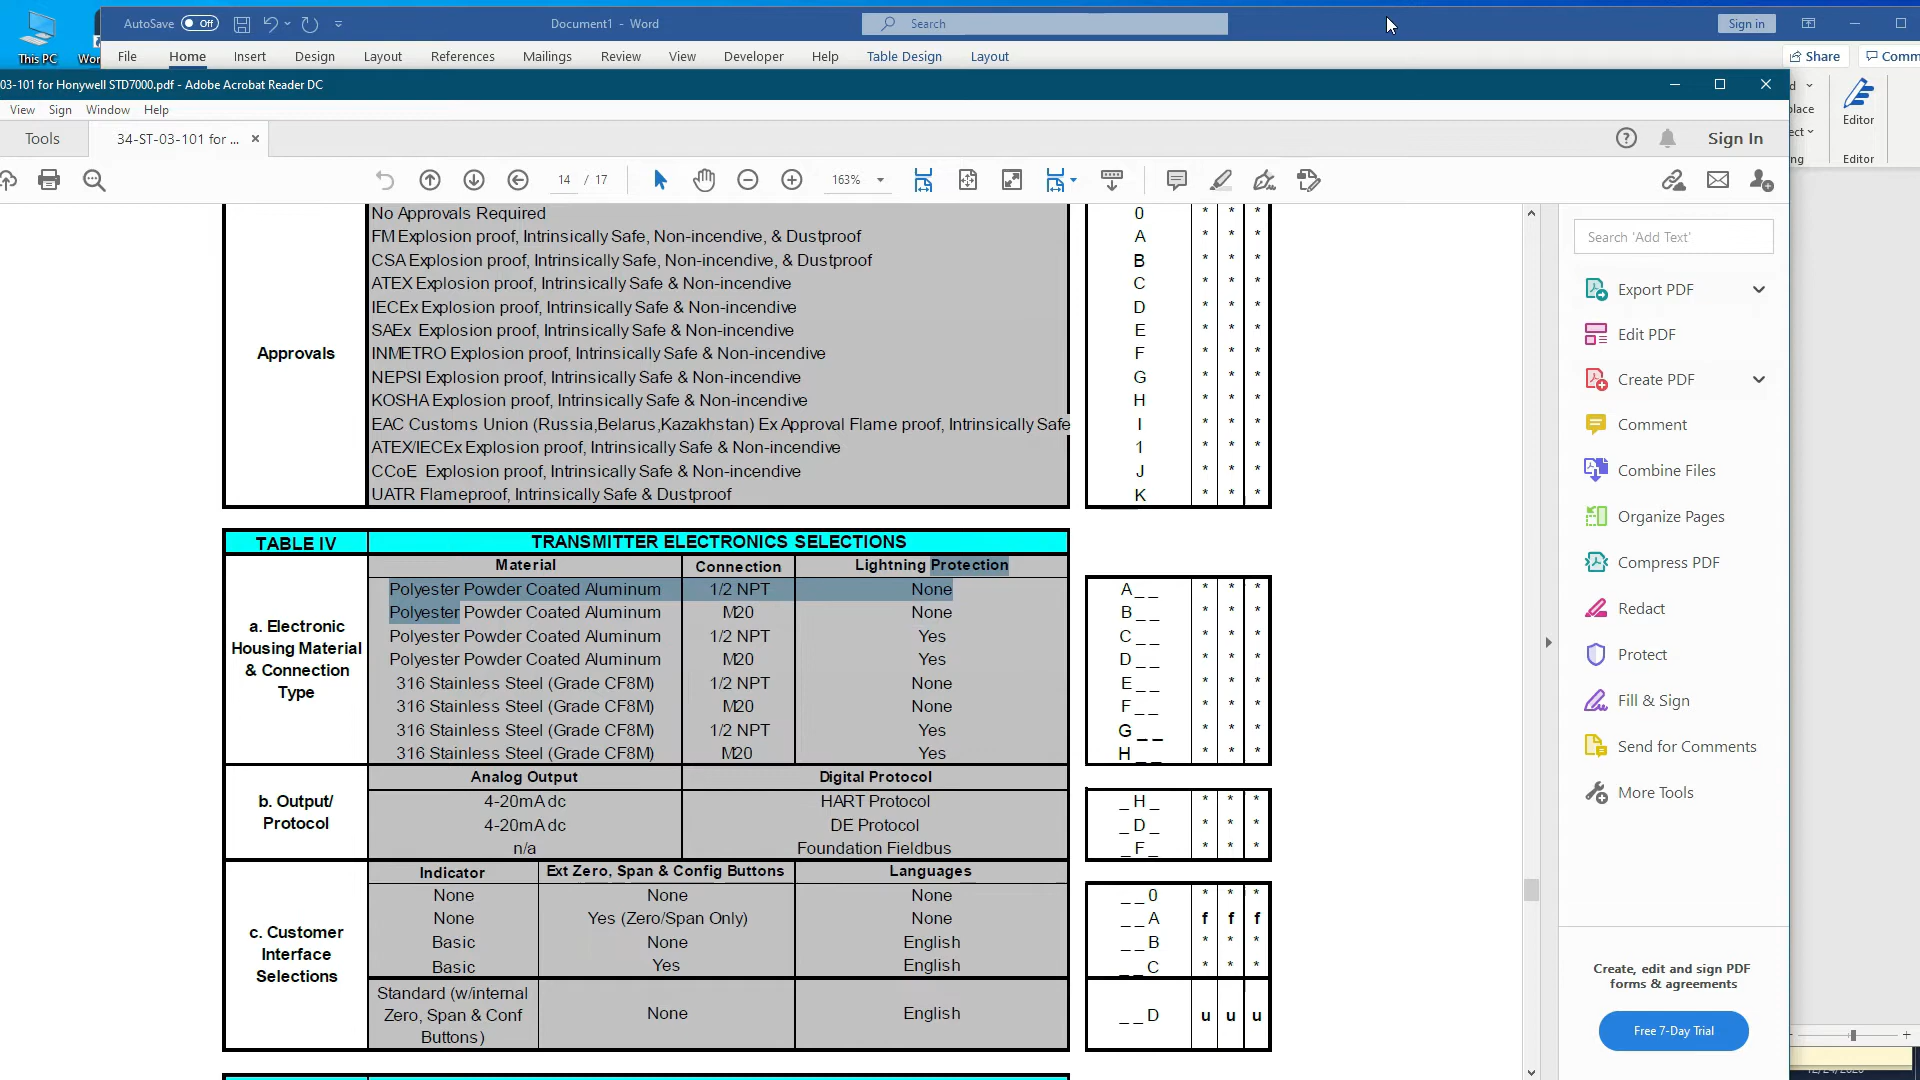 AutoSave Off
Document1 - Word
Search
Sign in
This PC
File Home Insert Design Layout References Mailings Review View Developer Help Table Design Layout
Share
Comm
03-101 for Honywell STD7000.pdf - Adobe Acrobat Reader DC
View Sign Window Help
Tools
34-ST-03-101 for ...
Sign In
Editor
Editor
14 / 17
163%
No Approvals Required 0 * * *
FM Explosion proof, Intrinsically Safe, Non-incendive, & Dustproof A * * *
CSA Explosion proof, Intrinsically Safe, Non-incendive, & Dustproof B * * *
ATEX Explosion proof, Intrinsically Safe & Non-incendive C * * *
IECEx Explosion proof, Intrinsically Safe & Non-incendive D * * *
SAEx Explosion proof, Intrinsically Safe & Non-incendive E * * *
Approvals
INMETRO Explosion proof, Intrinsically Safe & Non-incendive F * * *
NEPSI Explosion proof, Intrinsically Safe & Non-incendive G * * *
KOSHA Explosion proof, Intrinsically Safe & Non-incendive H * * *
EAC Customs Union (Russia,Belarus,Kazakhstan) Ex Approval Flame proof, Intrinsically Safe I * * *
ATEX/IECEx Explosion proof, Intrinsically Safe & Non-incendive 1 * * *
CCoE Explosion proof, Intrinsically Safe & Non-incendive J * * *
UATR Flameproof, Intrinsically Safe & Dustproof K * * *
TABLE IV TRANSMITTER ELECTRONICS SELECTIONS
Material Connection Lightning Protection
a. Electronic
Housing Material
& Connection
Type
Polyester Powder Coated Aluminum 1/2 NPT None A _ _ * * *
Polyester Powder Coated Aluminum M20 None B _ _ * * *
Polyester Powder Coated Aluminum 1/2 NPT Yes C _ _ * * *
Polyester Powder Coated Aluminum M20 Yes D _ _ * * *
316 Stainless Steel (Grade CF8M) 1/2 NPT None E _ _ * * *
316 Stainless Steel (Grade CF8M) M20 None F _ _ * * *
316 Stainless Steel (Grade CF8M) 1/2 NPT Yes G _ _ * * *
316 Stainless Steel (Grade CF8M) M20 Yes H _ _ * * *
b. Output/
Protocol
Analog Output Digital Protocol
4-20mA dc HART Protocol _ H _ * * *
4-20mA dc DE Protocol _ D _ * * *
n/a Foundation Fieldbus _ F _ * * *
c. Customer
Interface
Selections
Indicator Ext Zero, Span & Config Buttons Languages
None None None _ _ 0 * * *
None Yes (Zero/Span Only) None _ _ A f f f
Basic None English _ _ B * * *
Basic Yes English _ _ C * * *
Standard (w/internal
Zero, Span & Conf
Buttons)
None English _ _ D u u u
Search 'Add Text'
Export PDF
Edit PDF
Create PDF
Comment
Combine Files
Organize Pages
Compress PDF
Redact
Protect
Fill & Sign
Send for Comments
More Tools
Create, edit and sign PDF
forms & agreements
Free 7-Day Trial